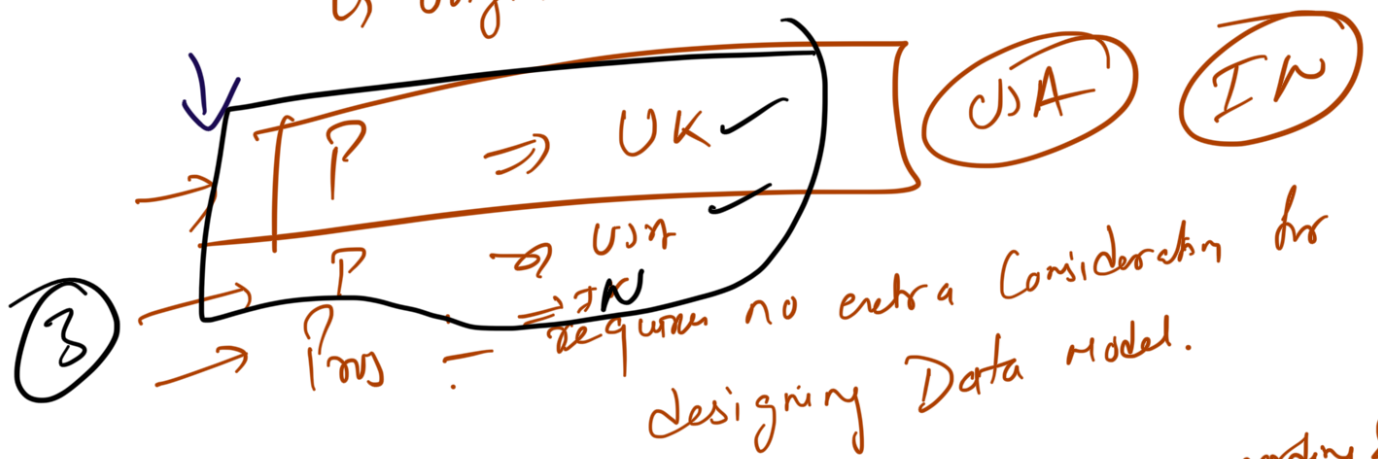 P ⇒ UK ✓ USA IN
P ⇒ USA ✓
⇒ IN
3 Pros :- requires no extra Consideration for
designing Data Model.